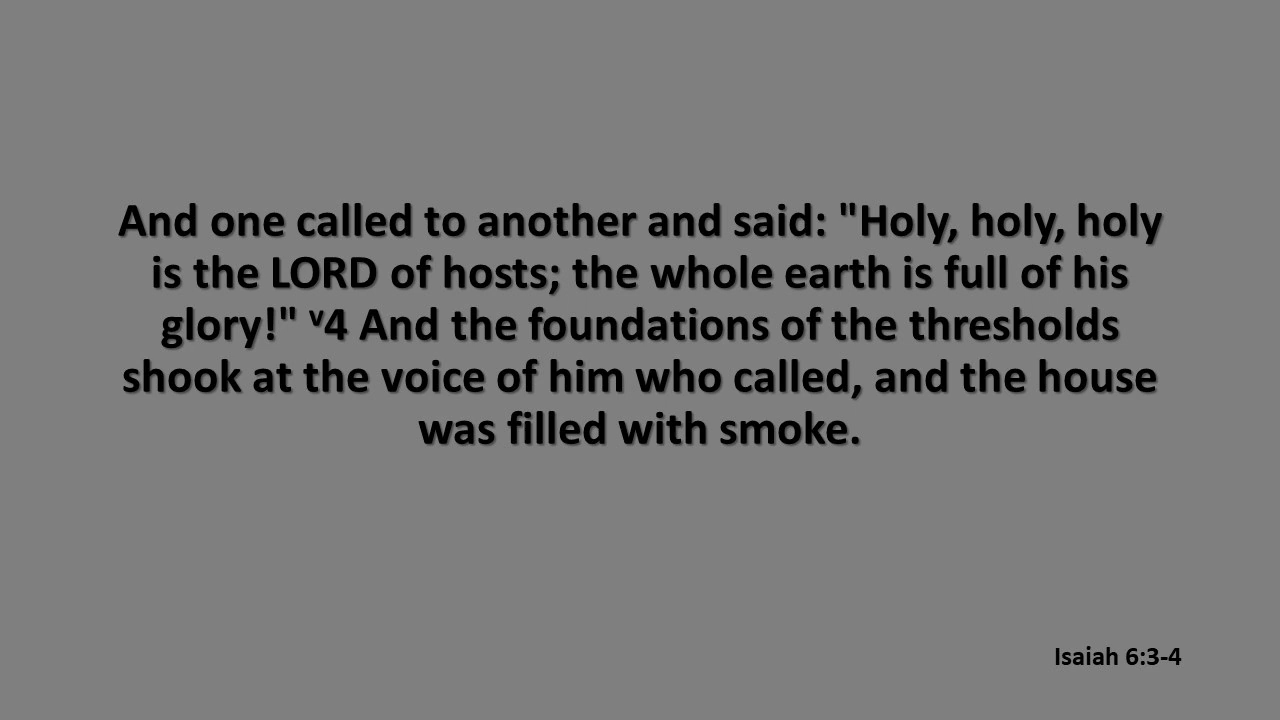 And one called to another and said: "Holy, holy, holy
is the LORD of hosts; the whole earth is full of his
glory!" ᵛ4 And the foundations of the thresholds
shook at the voice of him who called, and the house
was filled with smoke.
Isaiah 6:3-4